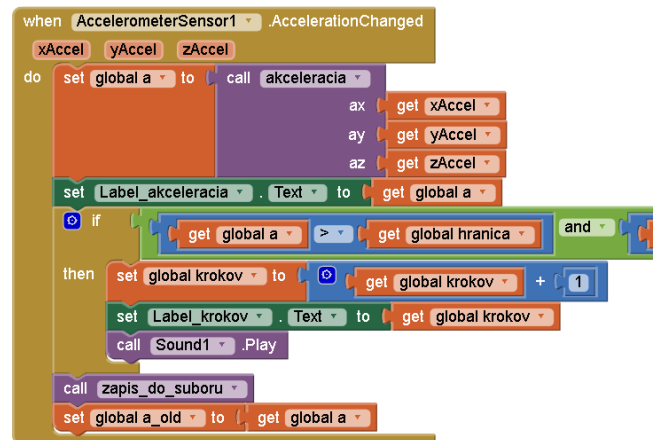 when AccelerometerSensor1 .AccelerationChanged
xAccel yAccel zAccel
do set global a to call akceleracia
ax get xAccel
ay get yAccel
az get zAccel
set Label_akceleracia . Text to get global a
if get global a > get global hranica and
then set global krokov to get global krokov + 1
set Label_krokov . Text to get global krokov
call Sound1 .Play
call zapis_do_suboru
set global a_old to get global a